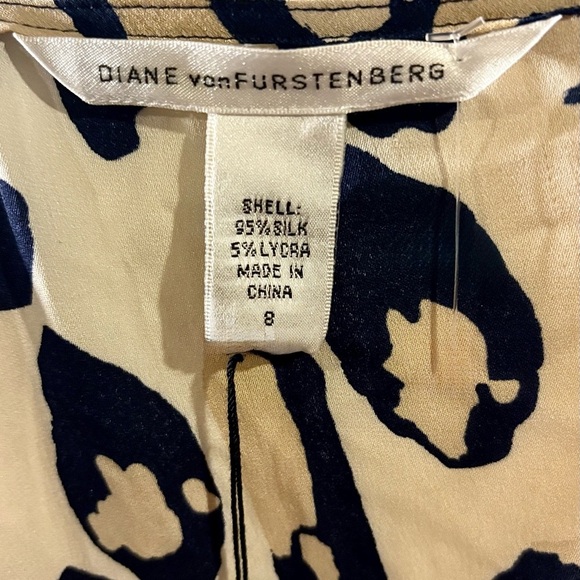 DIANE vonFURSTENBERG
SHELL:
95%SILK
5%LYCRA
MADE IN
CHINA
8